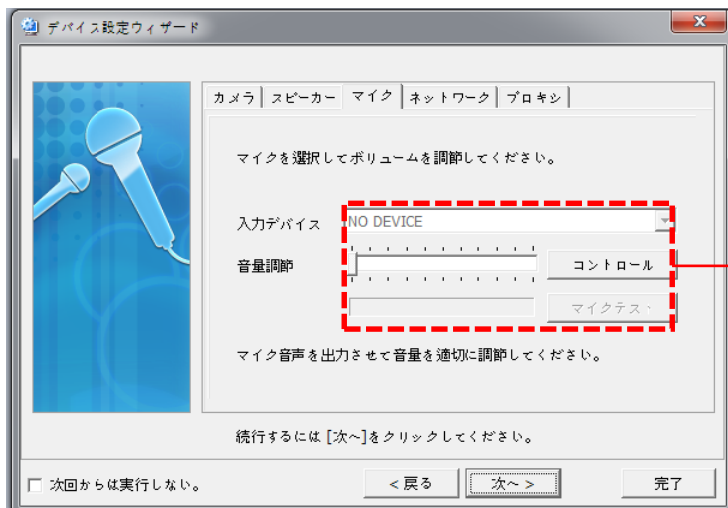 デバイス設定ウィザード
カメラ スピーカー マイク ネットワーク プロキシ
マイクを選択してボリュームを調節してください。
入力デバイス NO DEVICE
音量調節 コントロール
マイクテスト
マイク音声を出力させて音量を適切に調節してください。
続行するには [次へ]をクリックしてください。
次回からは実行しない。 < 戻る 次へ > 完了